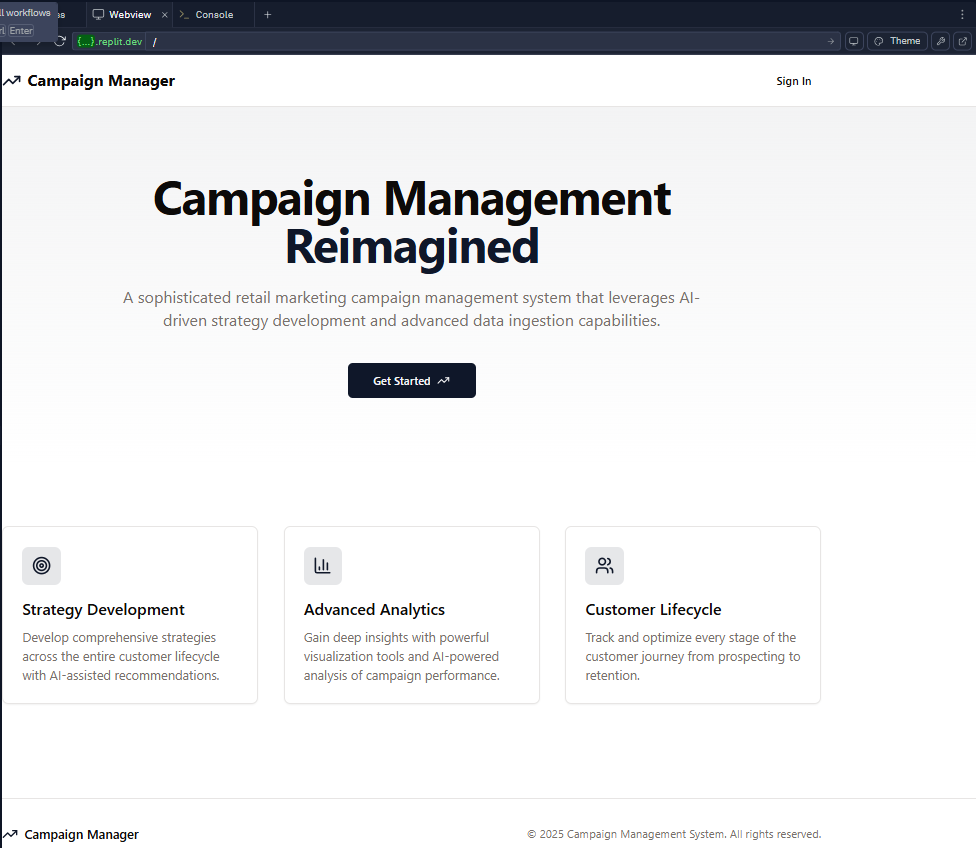 ll workflows
Enter
Webview
Console
{...}.replit.dev /
Theme
Campaign Manager
Sign In
Campaign Management
Reimagined
A sophisticated retail marketing campaign management system that leverages AI-
driven strategy development and advanced data ingestion capabilities.
Get Started
Strategy Development
Develop comprehensive strategies
across the entire customer lifecycle
with AI-assisted recommendations.
Advanced Analytics
Gain deep insights with powerful
visualization tools and AI-powered
analysis of campaign performance.
Customer Lifecycle
Track and optimize every stage of the
customer journey from prospecting to
retention.
Campaign Manager
© 2025 Campaign Management System. All rights reserved.